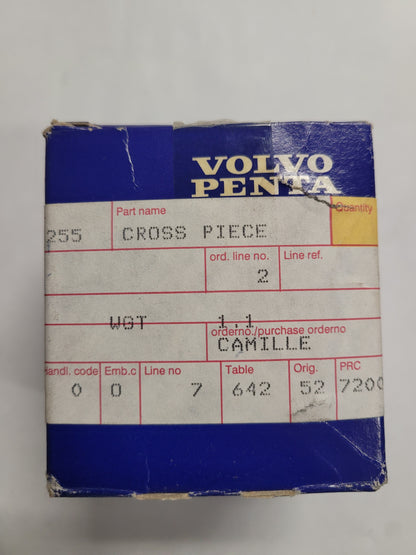 VOLVO
PENTA
Part name Quantity
255 CROSS PIECE
ord. line no. Line ref.
2
WGT 1.1
orderno./purchase orderno
CAMILLE
andl. code Emb.c Line no Table Orig. PRC
0 0 7 642 52 7200